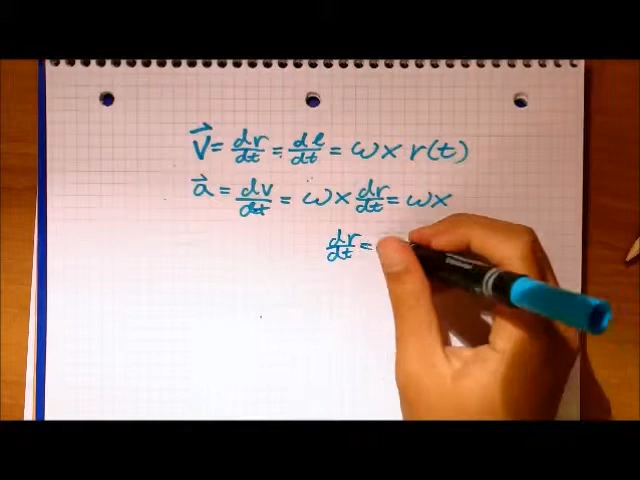 v⃗ = dr/dt = dl/dt = ω × r(t)
a⃗ = dv/dt = ω × dr/dt = ω ×
dr/dt =